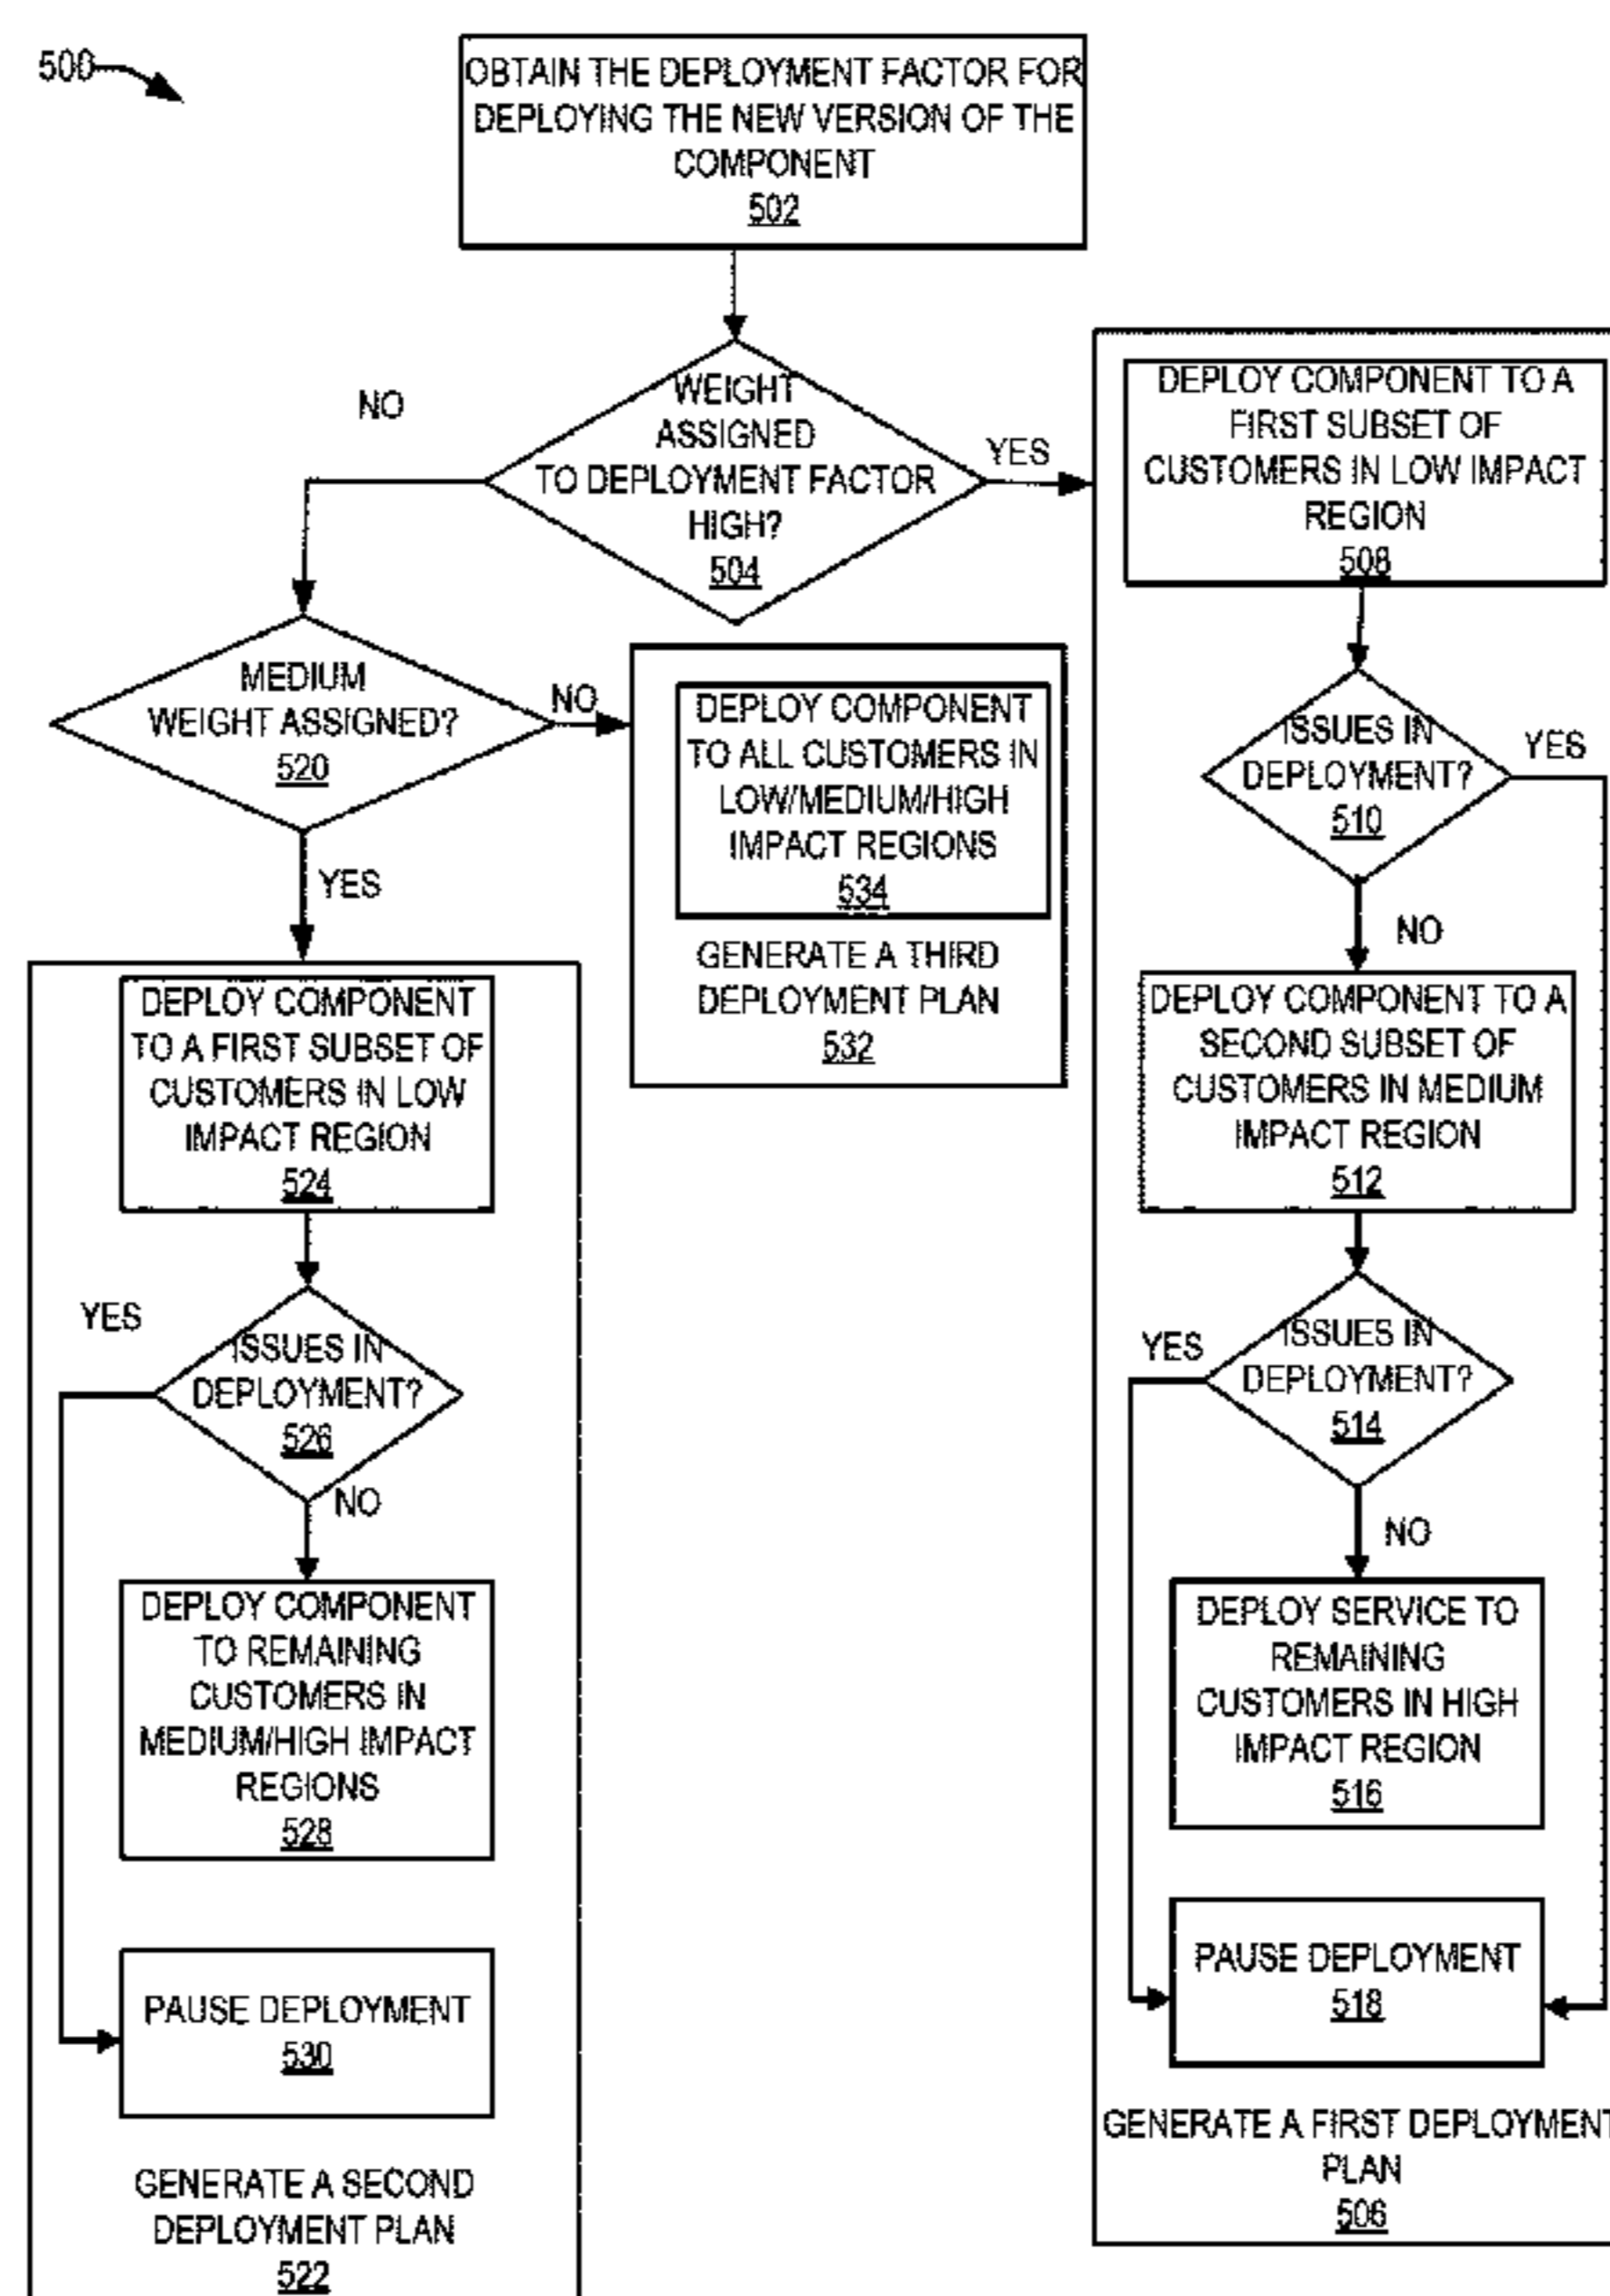 500
OBTAIN THE DEPLOYMENT FACTOR FOR
DEPLOYING THE NEW VERSION OF THE
COMPONENT
502
WEIGHT
ASSIGNED
TO DEPLOYMENT FACTOR
HIGH?
504
NO
YES
MEDIUM
WEIGHT ASSIGNED?
520
NO
YES
DEPLOY COMPONENT
TO ALL CUSTOMERS IN
LOW/MEDIUM/HIGH
IMPACT REGIONS
534
GENERATE A THIRD
DEPLOYMENT PLAN
532
DEPLOY COMPONENT
TO A FIRST SUBSET OF
CUSTOMERS IN LOW
IMPACT REGION
524
ISSUES IN
DEPLOYMENT?
526
YES
NO
DEPLOY COMPONENT
TO REMAINING
CUSTOMERS IN
MEDIUM/HIGH IMPACT
REGIONS
528
PAUSE DEPLOYMENT
530
GENERATE A SECOND
DEPLOYMENT PLAN
522
DEPLOY COMPONENT TO A
FIRST SUBSET OF
CUSTOMERS IN LOW IMPACT
REGION
508
ISSUES IN
DEPLOYMENT?
510
YES
NO
DEPLOY COMPONENT TO A
SECOND SUBSET OF
CUSTOMERS IN MEDIUM
IMPACT REGION
512
ISSUES IN
DEPLOYMENT?
514
YES
NO
DEPLOY SERVICE TO
REMAINING
CUSTOMERS IN HIGH
IMPACT REGION
516
PAUSE DEPLOYMENT
518
GENERATE A FIRST DEPLOYMENT
PLAN
506